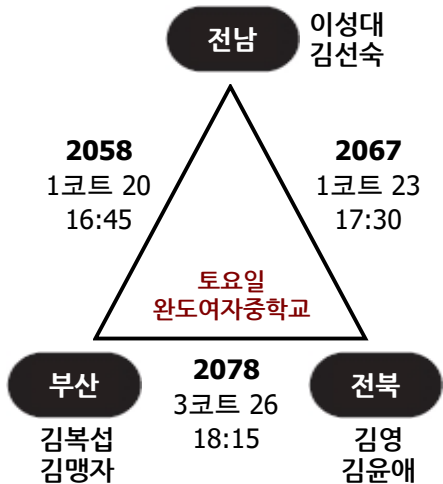 전남
이성대
김선숙
2058
1코트 20
16:45
2067
1코트 23
17:30
토요일
완도여자중학교
부산
2078
3코트 26
18:15
전북
김복섭
김맹자
김영
김윤애